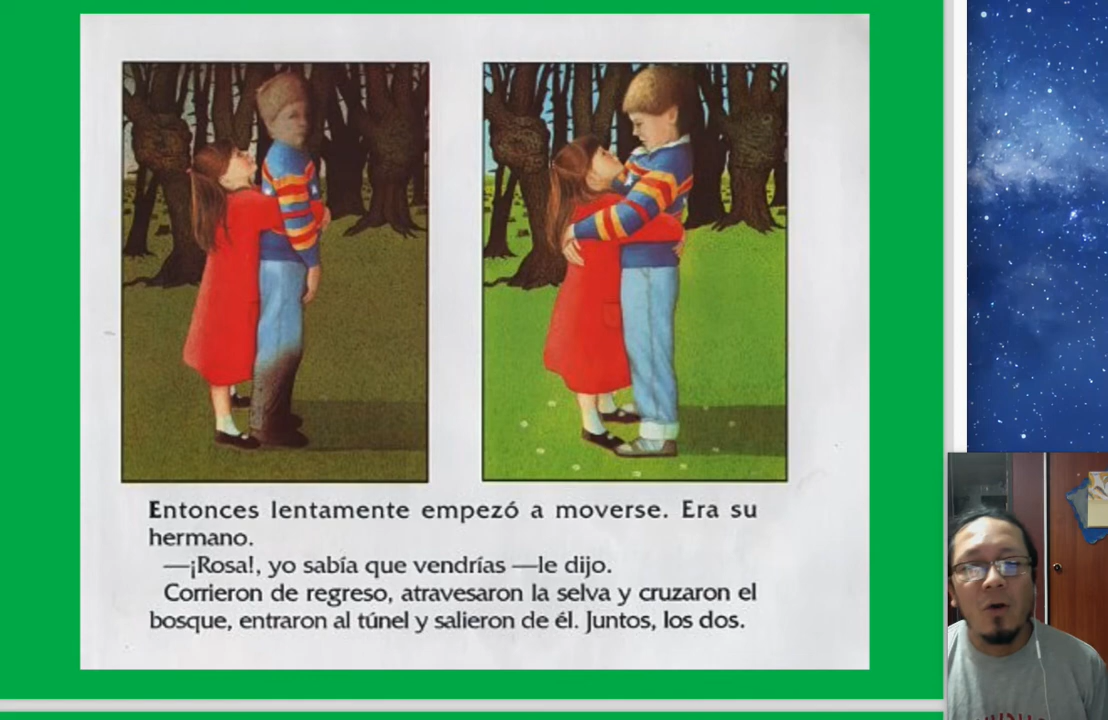 Entonces lentamente empezó a moverse. Era su
hermano.
—¡Rosa!, yo sabía que vendrías —le dijo.
Corrieron de regreso, atravesaron la selva y cruzaron el
bosque, entraron al túnel y salieron de él. Juntos, los dos.